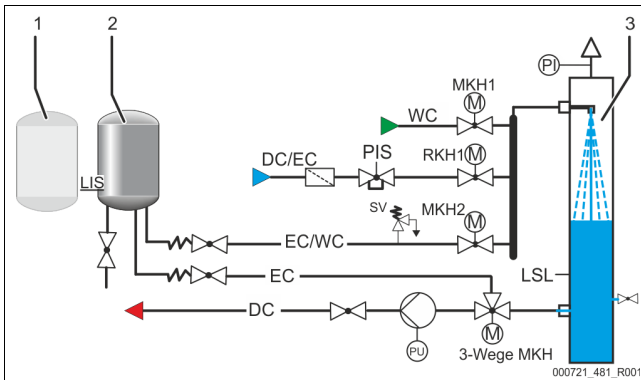 1
2
3
PI
MKH1
M
WC
DC/EC
PIS
RKH1
M
LIS
SV
MKH2
M
EC/WC
EC
LSL
DC
PU
M
3-Wege MKH
000721_481_R001